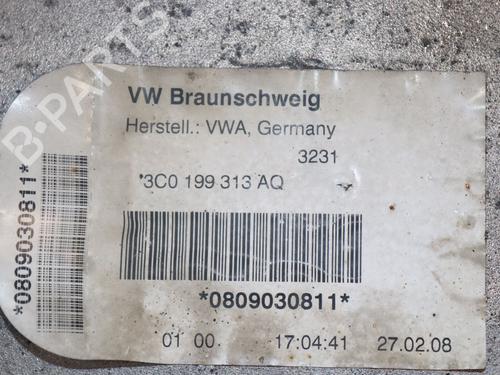 B-PARTS
VW Braunschweig
Herstell.: VWA, Germany
3231
*3C0 199 313 AQ
*0809030811*
*0809030811*
01 00 17:04:41 27.02.08